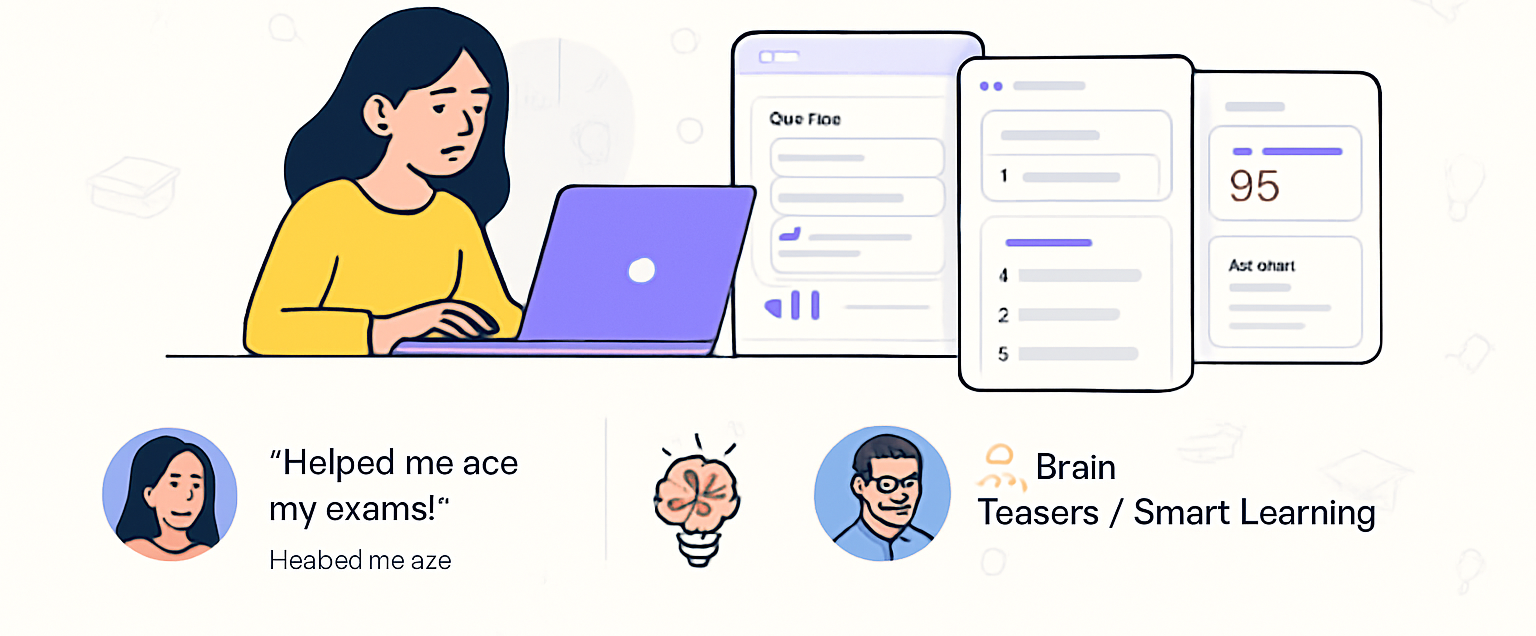 Que Floe
1
4
2
5
95
Ast ohart
“Helped me ace
my exams!“
Heabed me aze
Brain
Teasers / Smart Learning